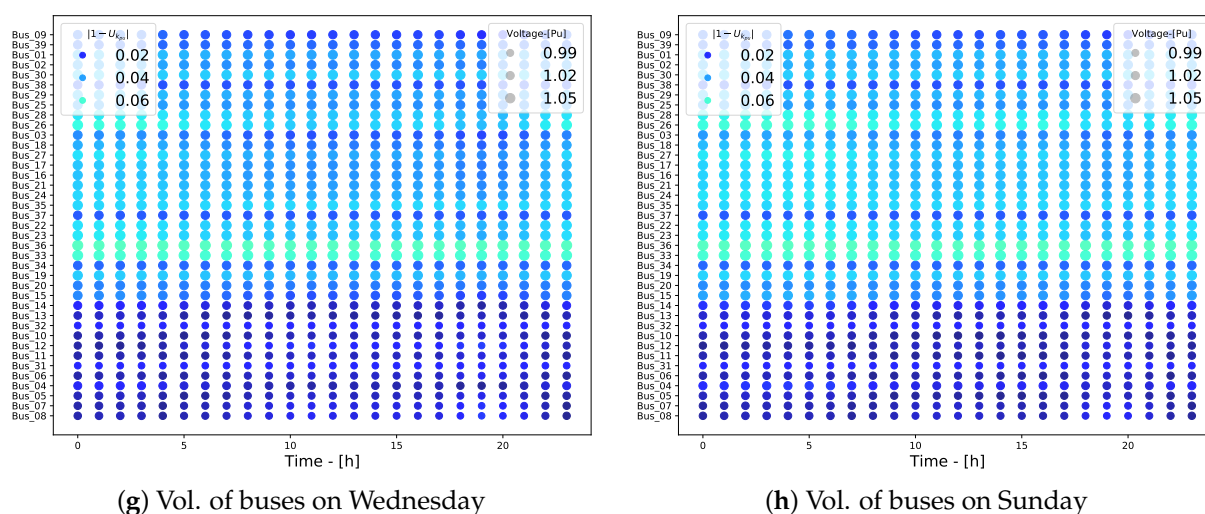 Bus_09
Bus_39
Bus_01
Bus_02
Bus_30
Bus_38
Bus_29
Bus_25
Bus_28
Bus_26
Bus_03
Bus_18
Bus_27
Bus_17
Bus_16
Bus_21
Bus_24
Bus_35
Bus_37
Bus_22
Bus_23
Bus_36
Bus_33
Bus_34
Bus_19
Bus_20
Bus_15
Bus_14
Bus_13
Bus_32
Bus_10
Bus_12
Bus_11
Bus_31
Bus_06
Bus_04
Bus_05
Bus_07
Bus_08
|1 − U_{k_{pu}}|
0.02
0.04
0.06
Voltage-[Pu]
0.99
1.02
1.05
0 5 10 15 20
Time - [h]
(g) Vol. of buses on Wednesday
Bus_09
Bus_39
Bus_01
Bus_02
Bus_30
Bus_38
Bus_29
Bus_25
Bus_28
Bus_26
Bus_03
Bus_18
Bus_27
Bus_17
Bus_16
Bus_21
Bus_24
Bus_35
Bus_37
Bus_22
Bus_23
Bus_36
Bus_33
Bus_34
Bus_19
Bus_20
Bus_15
Bus_14
Bus_13
Bus_32
Bus_10
Bus_12
Bus_11
Bus_31
Bus_06
Bus_04
Bus_05
Bus_07
Bus_08
|1 − U_{k_{pu}}|
0.02
0.04
0.06
Voltage-[Pu]
0.99
1.02
1.05
0 5 10 15 20
Time - [h]
(h) Vol. of buses on Sunday